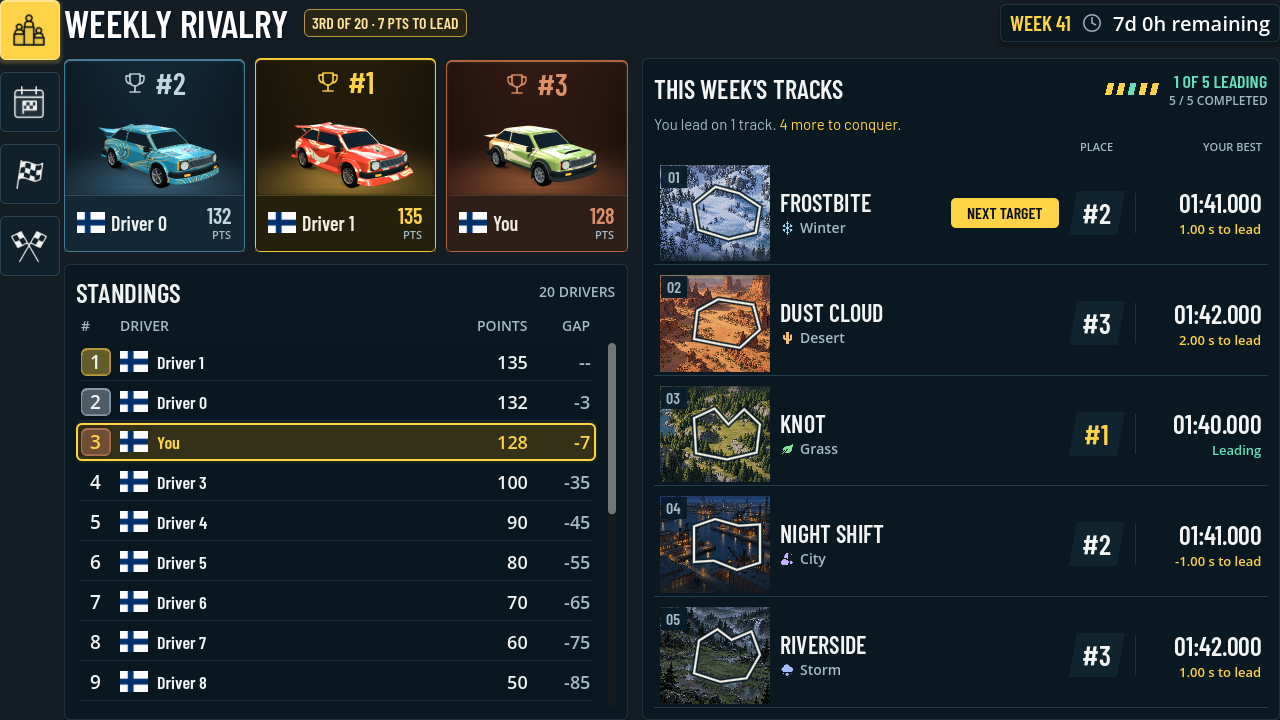 WEEKLY RIVALRY
3RD OF 20 · 7 PTS TO LEAD
WEEK 41
7d 0h remaining
#2
Driver 0
132
PTS
#1
Driver 1
135
PTS
#3
You
128
PTS
STANDINGS
20 DRIVERS
# DRIVER POINTS GAP
1 Driver 1 135 --
2 Driver 0 132 -3
3 You 128 -7
4 Driver 3 100 -35
5 Driver 4 90 -45
6 Driver 5 80 -55
7 Driver 6 70 -65
8 Driver 7 60 -75
9 Driver 8 50 -85
THIS WEEK'S TRACKS
1 OF 5 LEADING
5 / 5 COMPLETED
You lead on 1 track. 4 more to conquer.
PLACE YOUR BEST
01
FROSTBITE
Winter
NEXT TARGET
#2
01:41.000
1.00 s to lead
02
DUST CLOUD
Desert
#3
01:42.000
2.00 s to lead
03
KNOT
Grass
#1
01:40.000
Leading
04
NIGHT SHIFT
City
#2
01:41.000
-1.00 s to lead
05
RIVERSIDE
Storm
#3
01:42.000
1.00 s to lead